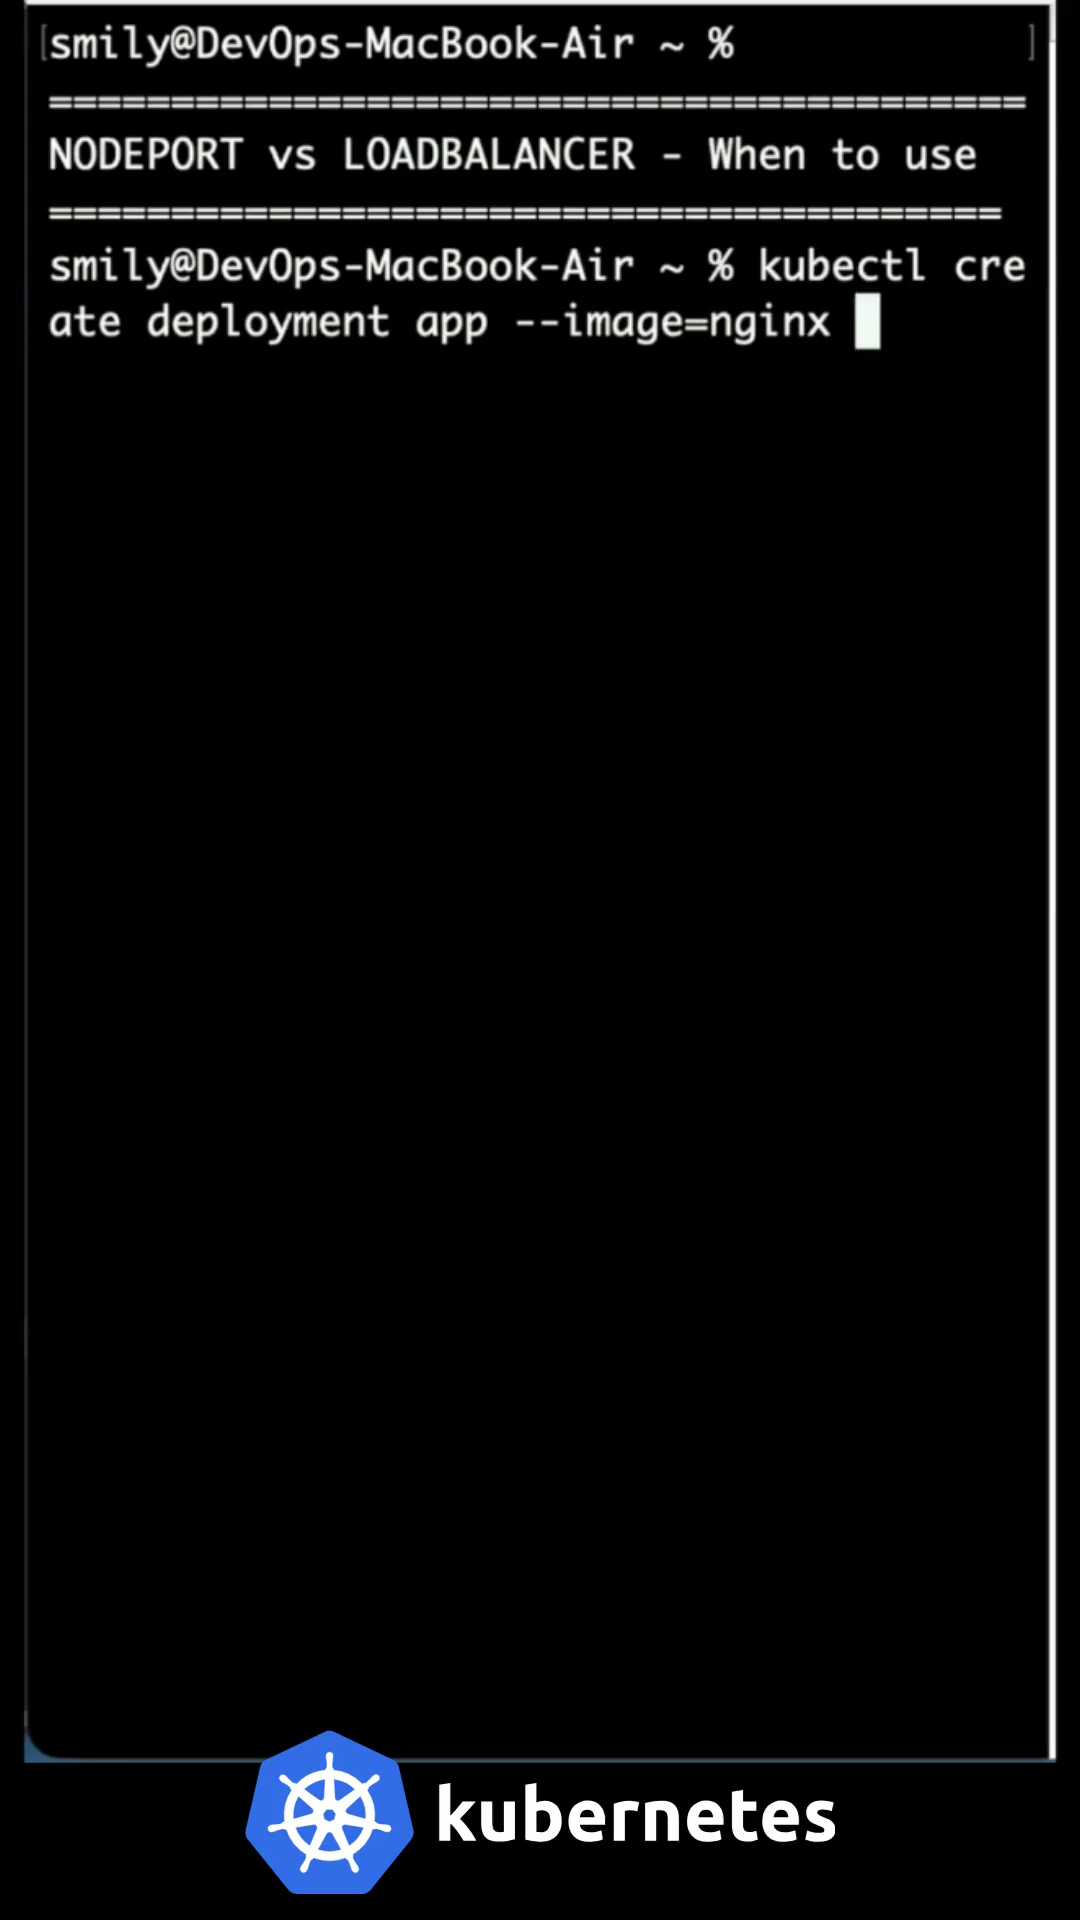 [smily@DevOps-MacBook-Air ~ % ]
========================================
NODEPORT vs LOADBALANCER - When to use
=======================================
smily@DevOps-MacBook-Air ~ % kubectl cre
ate deployment app --image=nginx
kubernetes